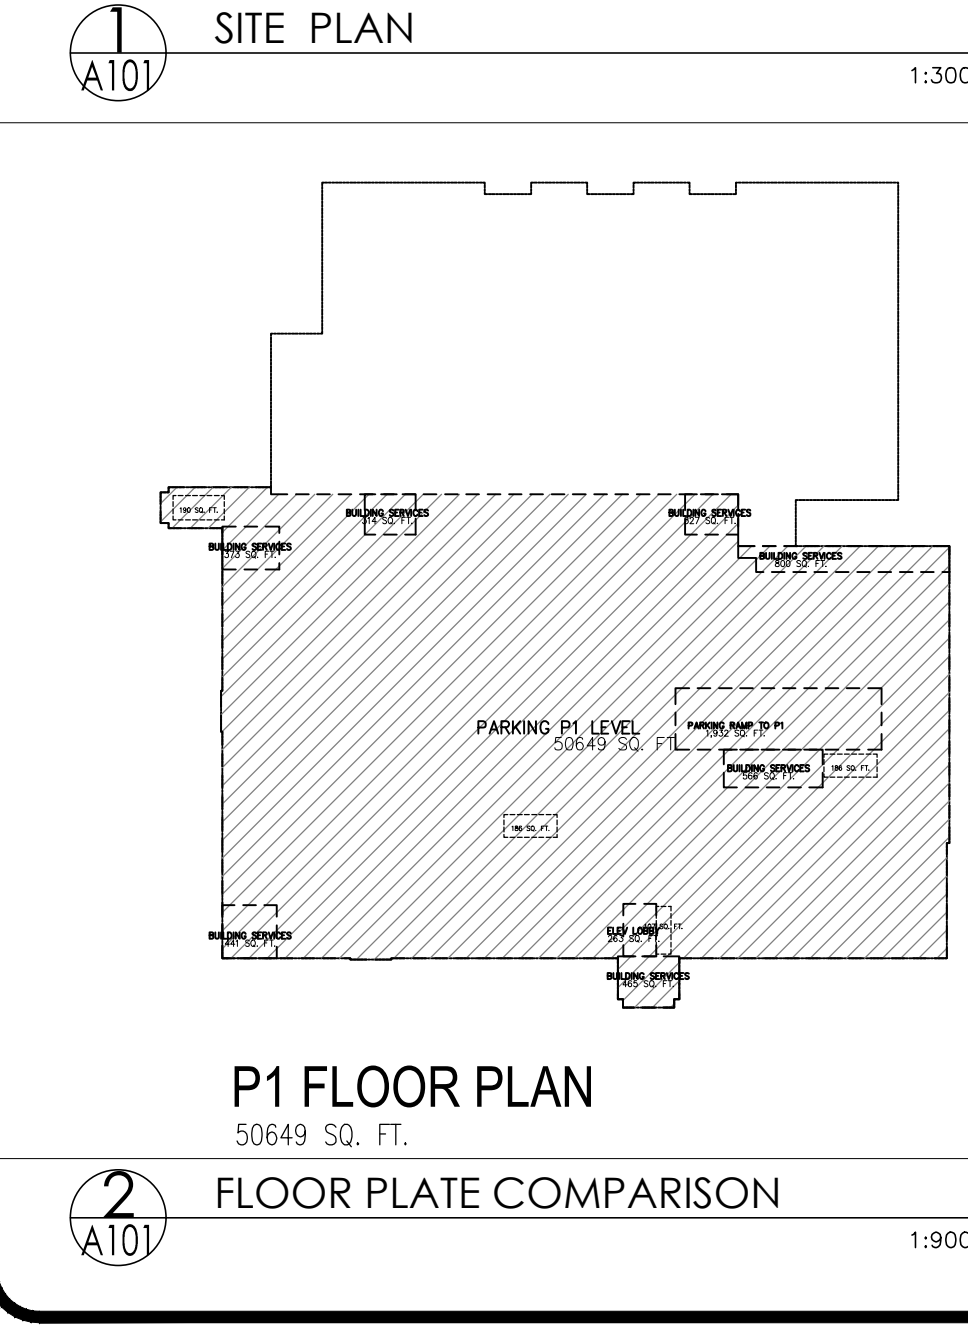 1
A101
SITE PLAN
1:300
190 SQ. FT.
BUILDING SERVICES
314 SQ. FT.
BUILDING SERVICES
327 SQ. FT.
BUILDING SERVICES
373 SQ. FT.
BUILDING SERVICES
800 SQ. FT.
PARKING P1 LEVEL
50649 SQ. FT
PARKING RAMP TO P1
1,932 SQ. FT.
BUILDING SERVICES
566 SQ. FT.
186 SQ. FT.
186 SQ. FT.
BUILDING SERVICES
441 SQ. FT.
SQ. FT.
ELEV LOBBY
263 SQ. FT.
BUILDING SERVICES
465 SQ. FT.
P1 FLOOR PLAN
50649 SQ. FT.
2
A101
FLOOR PLATE COMPARISON
1:900